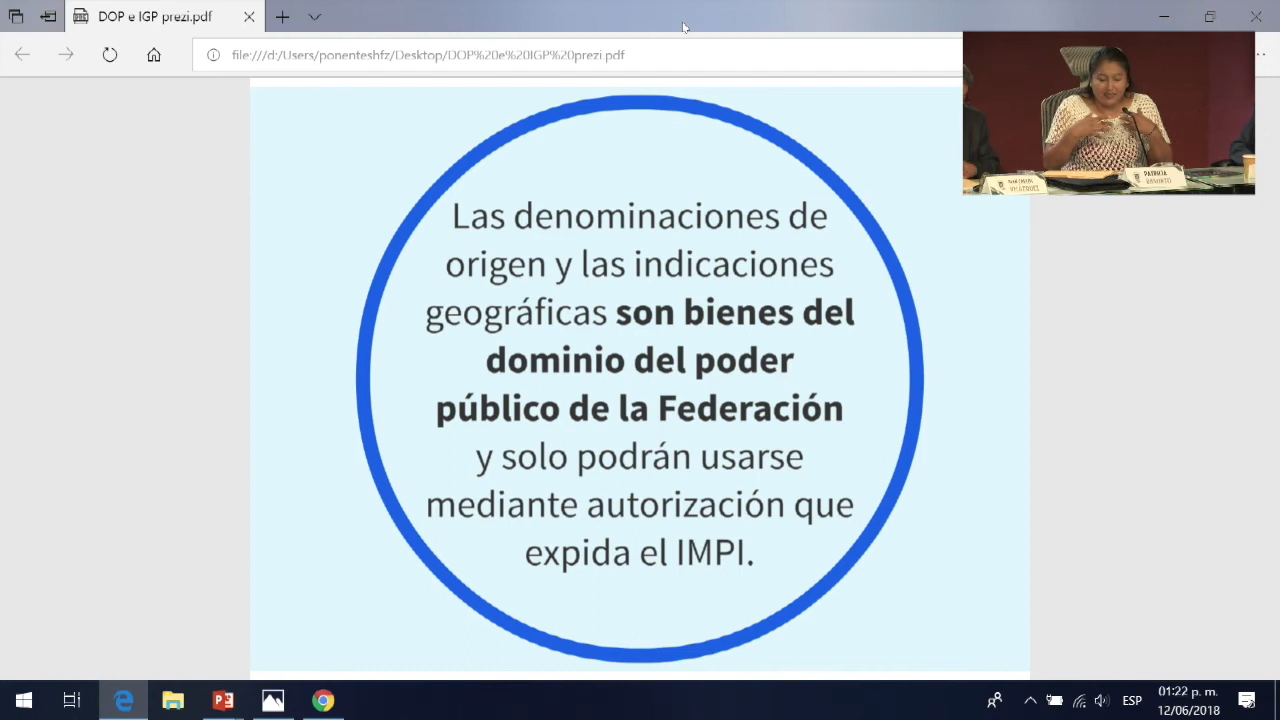 DOP e IGP prezi.pdf
file:///d:/Users/ponenteshfz/Desktop/DOP%20e%20IGP%20prezi.pdf
PATRICIA
Las denominaciones de
origen y las indicaciones
geográficas son bienes del
dominio del poder
público de la Federación
y solo podrán usarse
mediante autorización que
expida el IMPI.
ESP
01:22 p. m.
12/06/2018